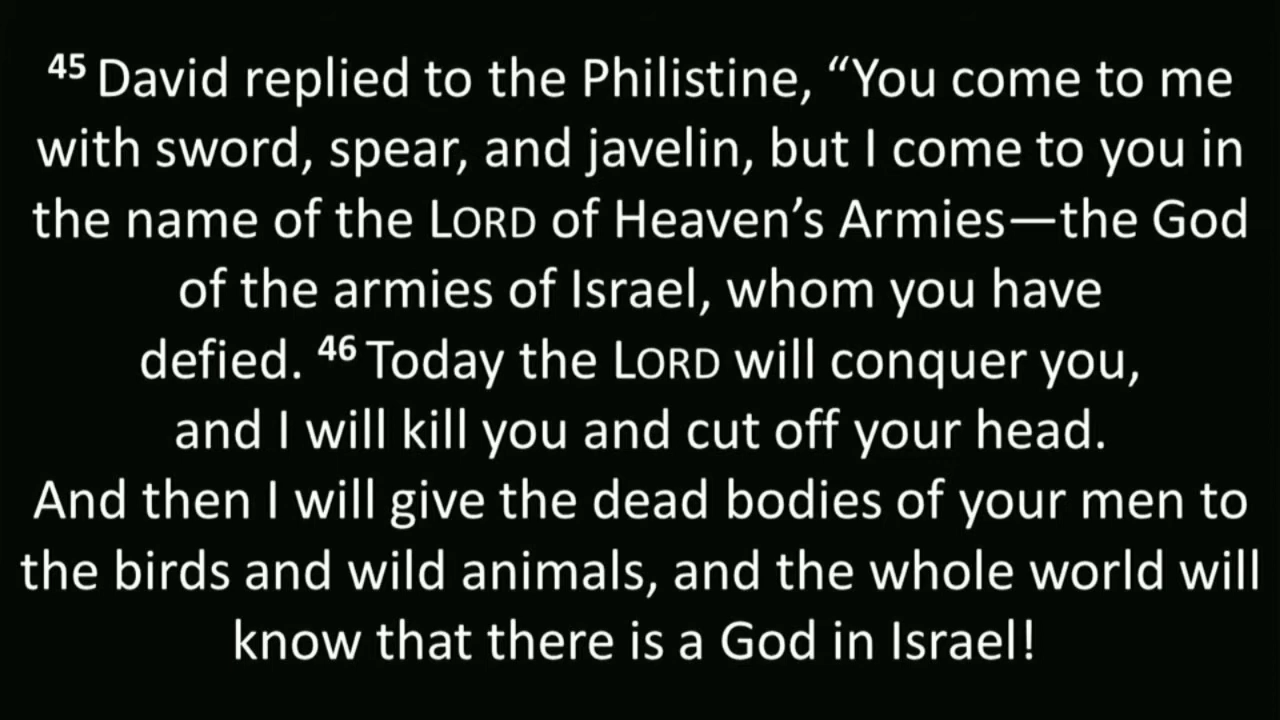 45 David replied to the Philistine, “You come to me
with sword, spear, and javelin, but I come to you in
the name of the LORD of Heaven’s Armies—the God
of the armies of Israel, whom you have
defied. 46 Today the LORD will conquer you,
and I will kill you and cut off your head.
And then I will give the dead bodies of your men to
the birds and wild animals, and the whole world will
know that there is a God in Israel!